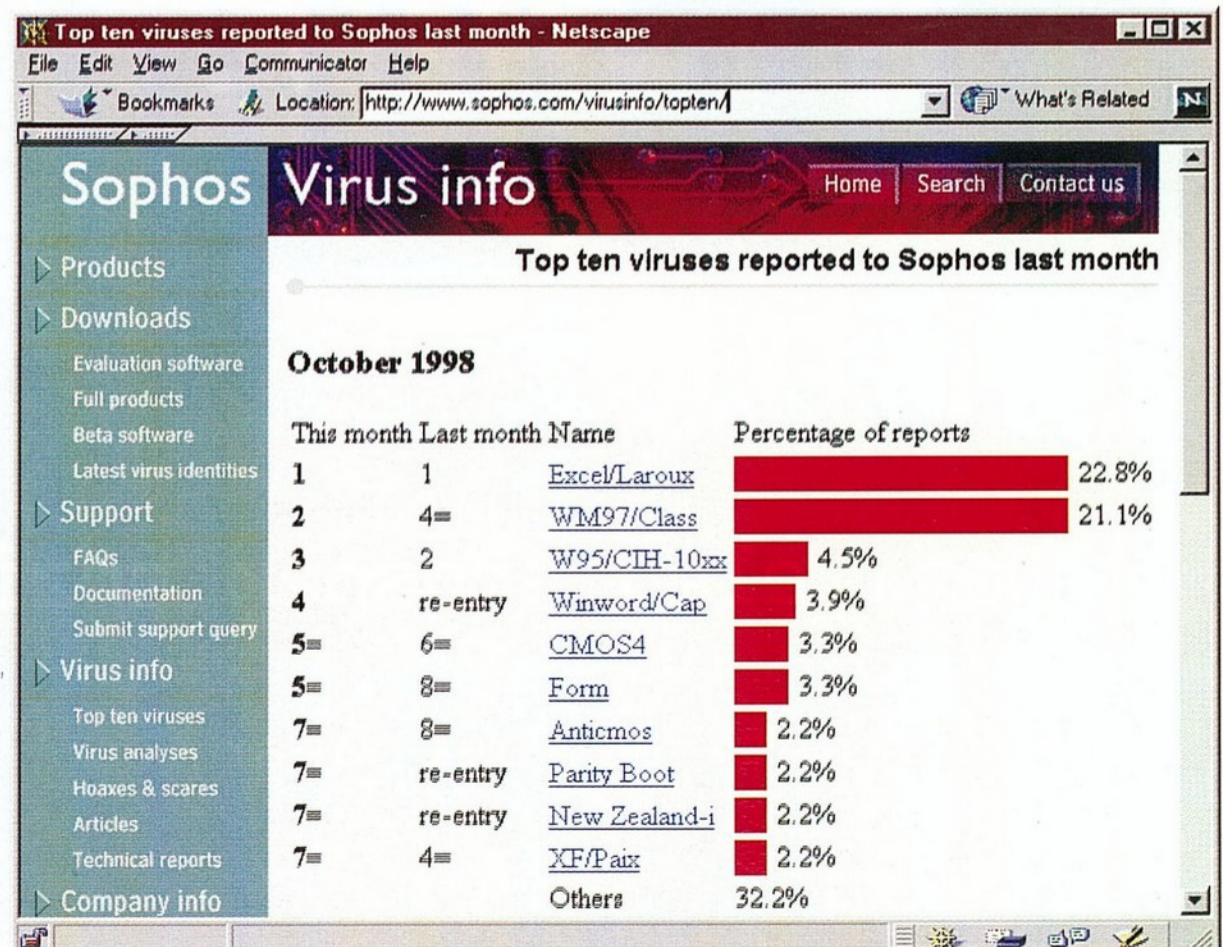 Top ten viruses reported to Sophos last month - Netscape
File Edit View Go Communicator Help
Bookmarks Location: http://www.sophos.com/virusinfo/topten/ What's Related N
Sophos Virus info Home Search Contact us
Top ten viruses reported to Sophos last month
Products
Downloads
Evaluation software
Full products
Beta software
Latest virus identities
Support
FAQs
Documentation
Submit support query
Virus info
Top ten viruses
Virus analyses
Hoaxes & scares
Articles
Technical reports
Company info
October 1998
This month Last month Name Percentage of reports
1 1 Excel/Laroux 22.8%
2 4= WM97/Class 21.1%
3 2 W95/CIH-10xx 4.5%
4 re-entry Winword/Cap 3.9%
5= 6= CMOS4 3.3%
5= 8= Form 3.3%
7= 8= Anticmos 2.2%
7= re-entry Parity Boot 2.2%
7= re-entry New Zealand-i 2.2%
7= 4= XF/Paix 2.2%
Others 32.2%